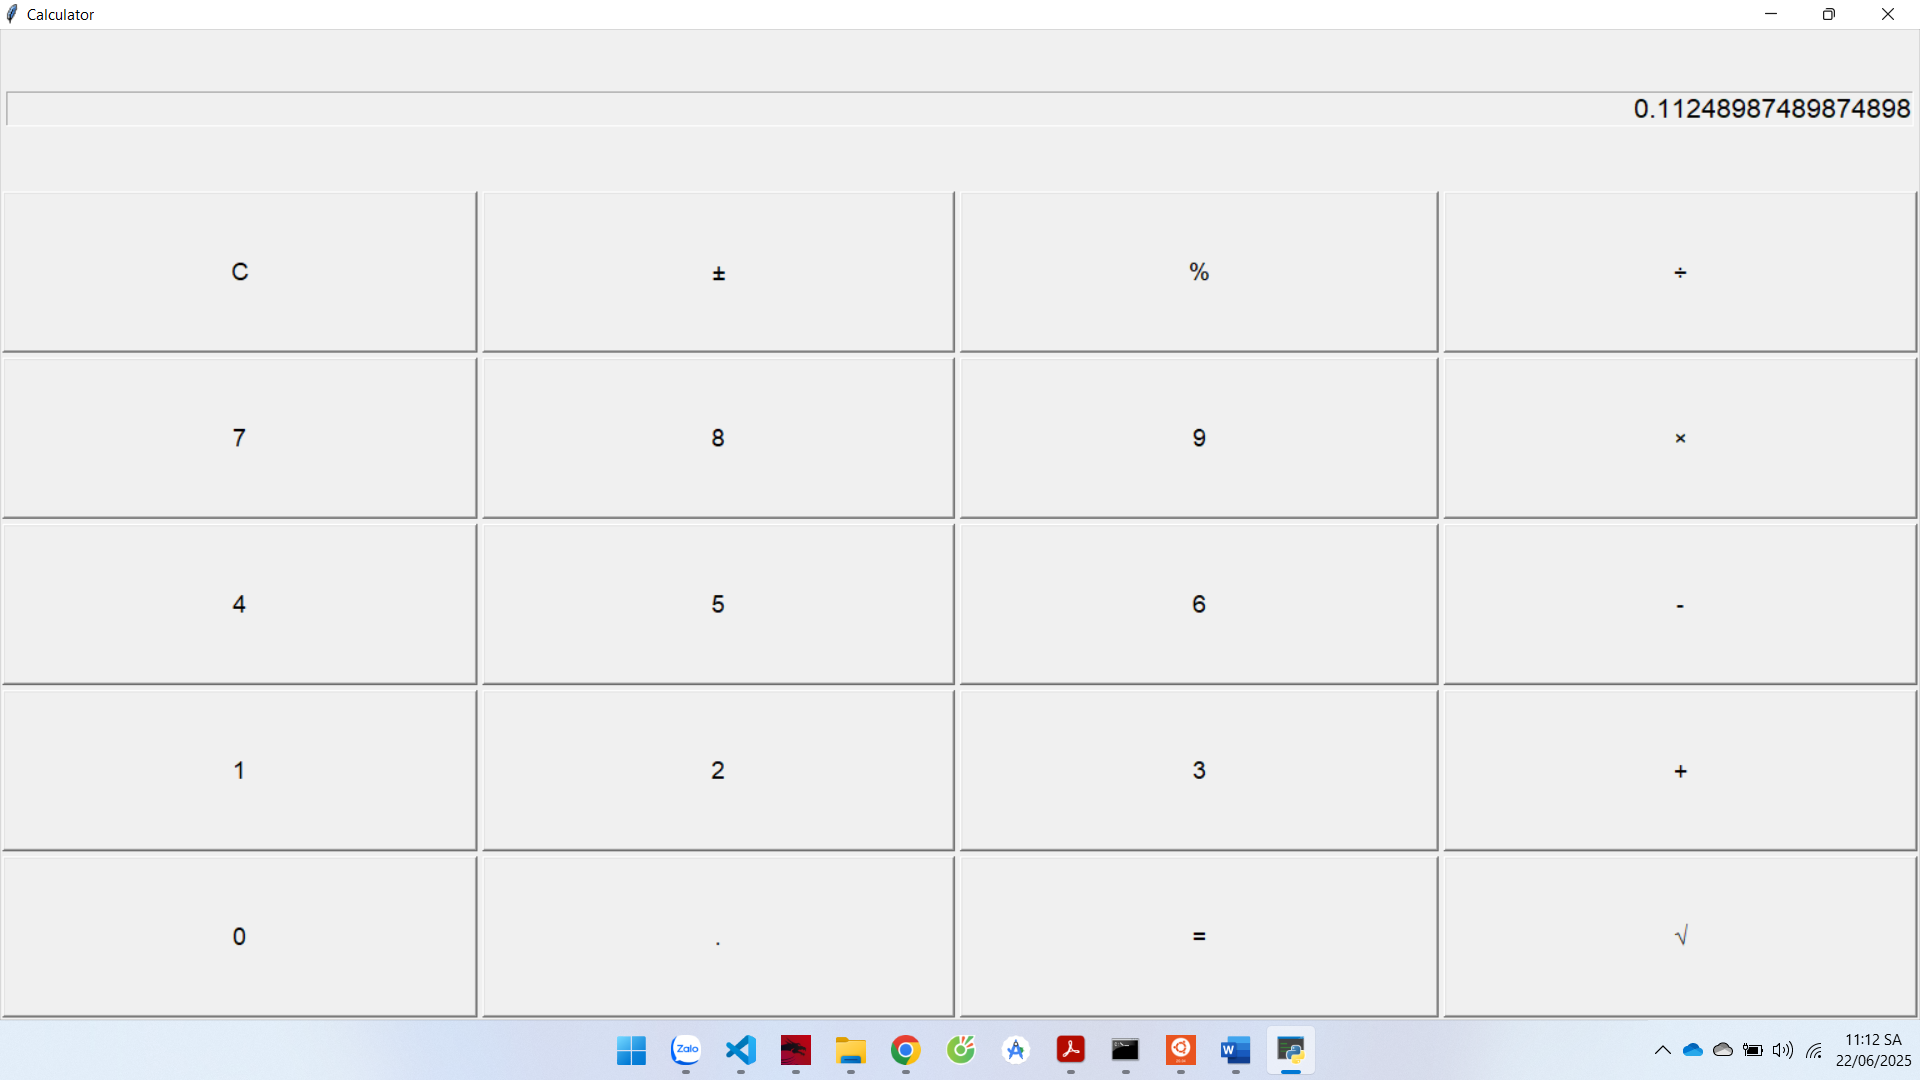 Calculator
0.11248987489874898
C ± % ÷
7 8 9 ×
4 5 6 -
1 2 3 +
0 . = √
Zalo
W
11:12 SA
22/06/2025